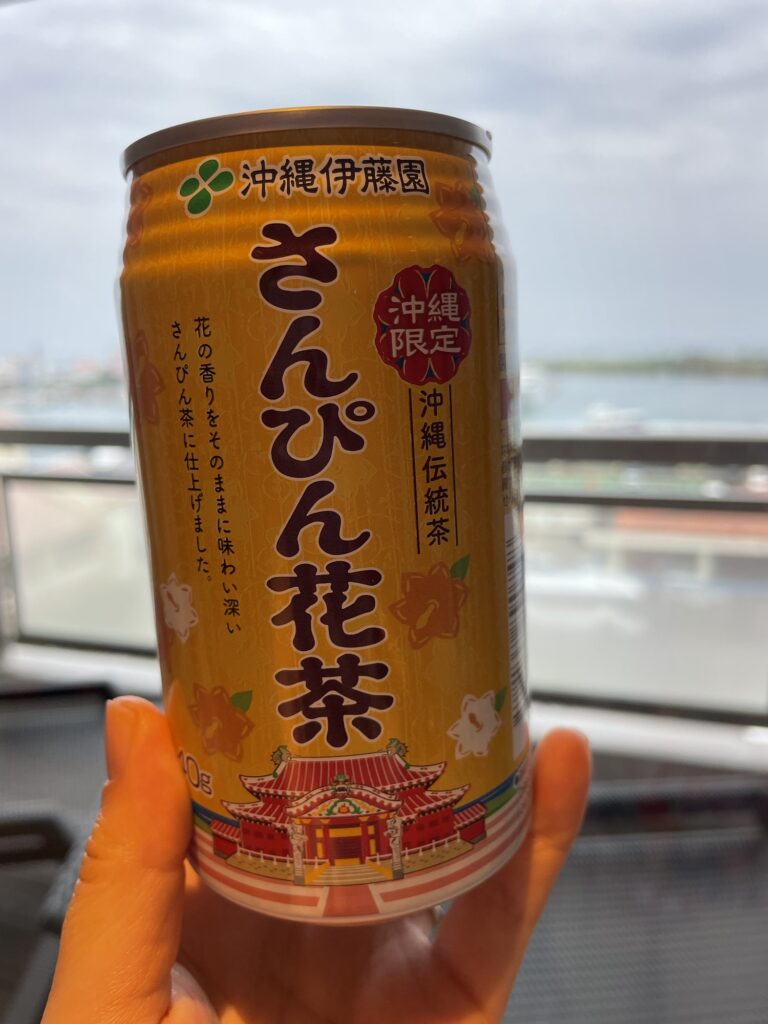 沖縄伊藤園
さんぴん花茶
沖縄
限定
沖縄伝統茶
花の香りをそのままに味わい深い
さんぴん茶に仕上げました。
40g